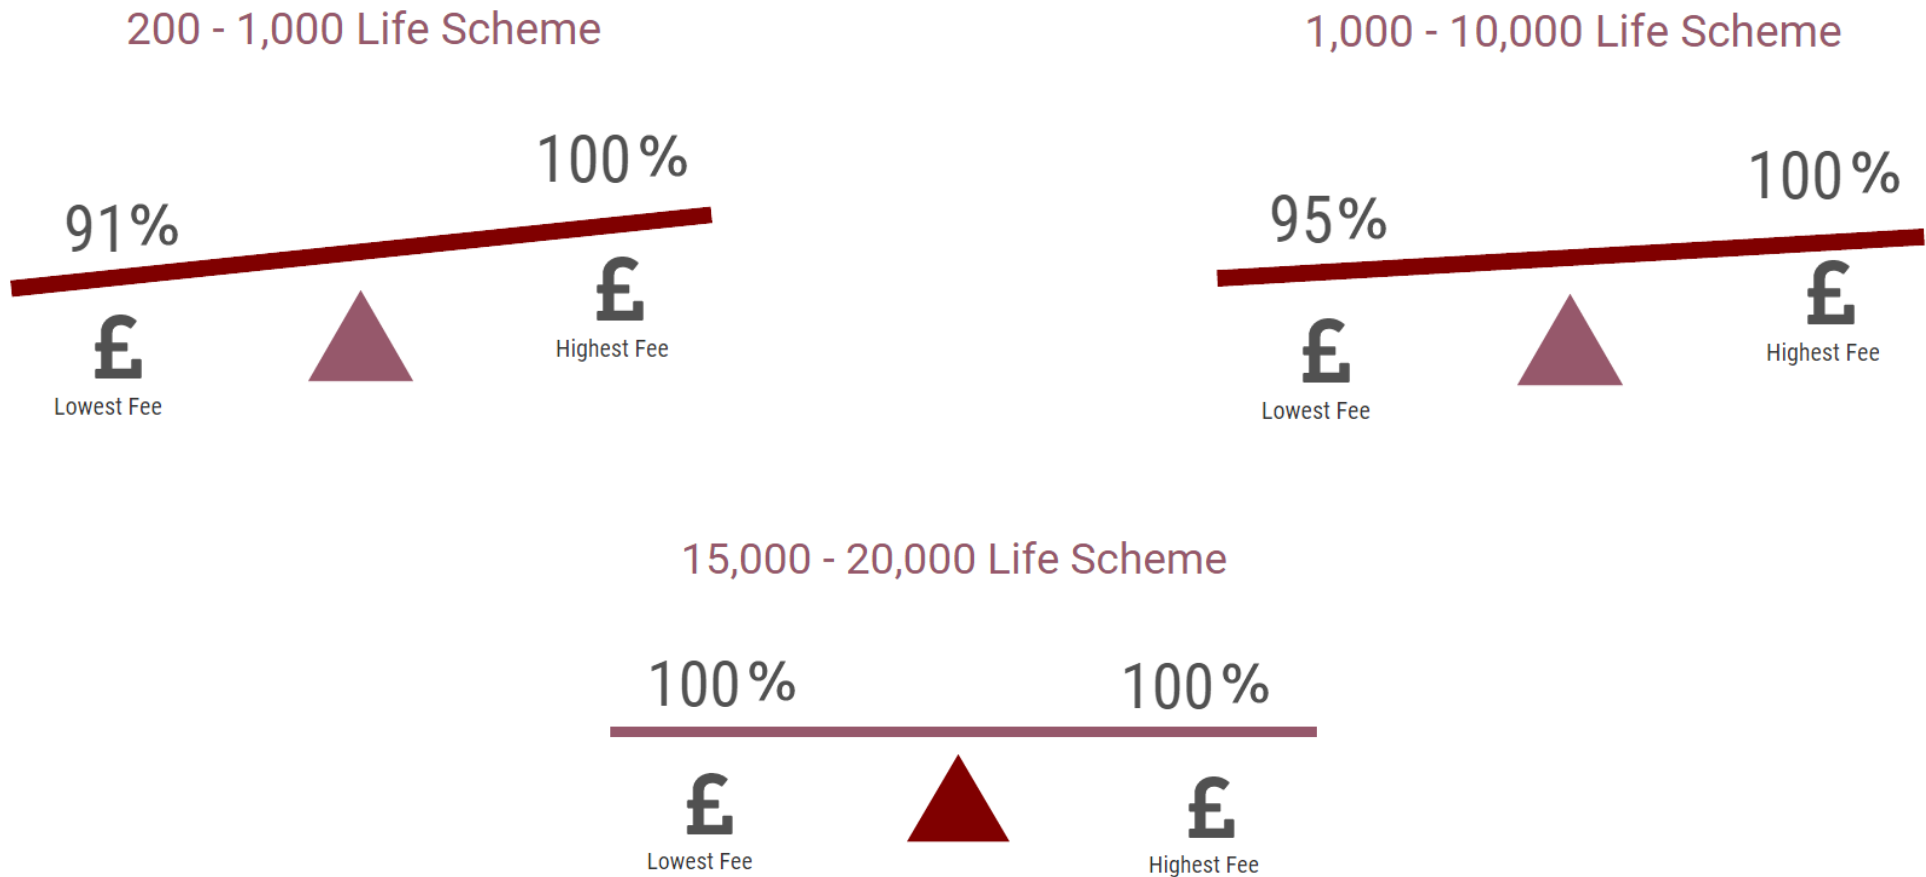 200 - 1,000 Life Scheme
91%
100%
£
Lowest Fee
£
Highest Fee
1,000 - 10,000 Life Scheme
95%
100%
£
Lowest Fee
£
Highest Fee
15,000 - 20,000 Life Scheme
100%
100%
£
Lowest Fee
£
Highest Fee